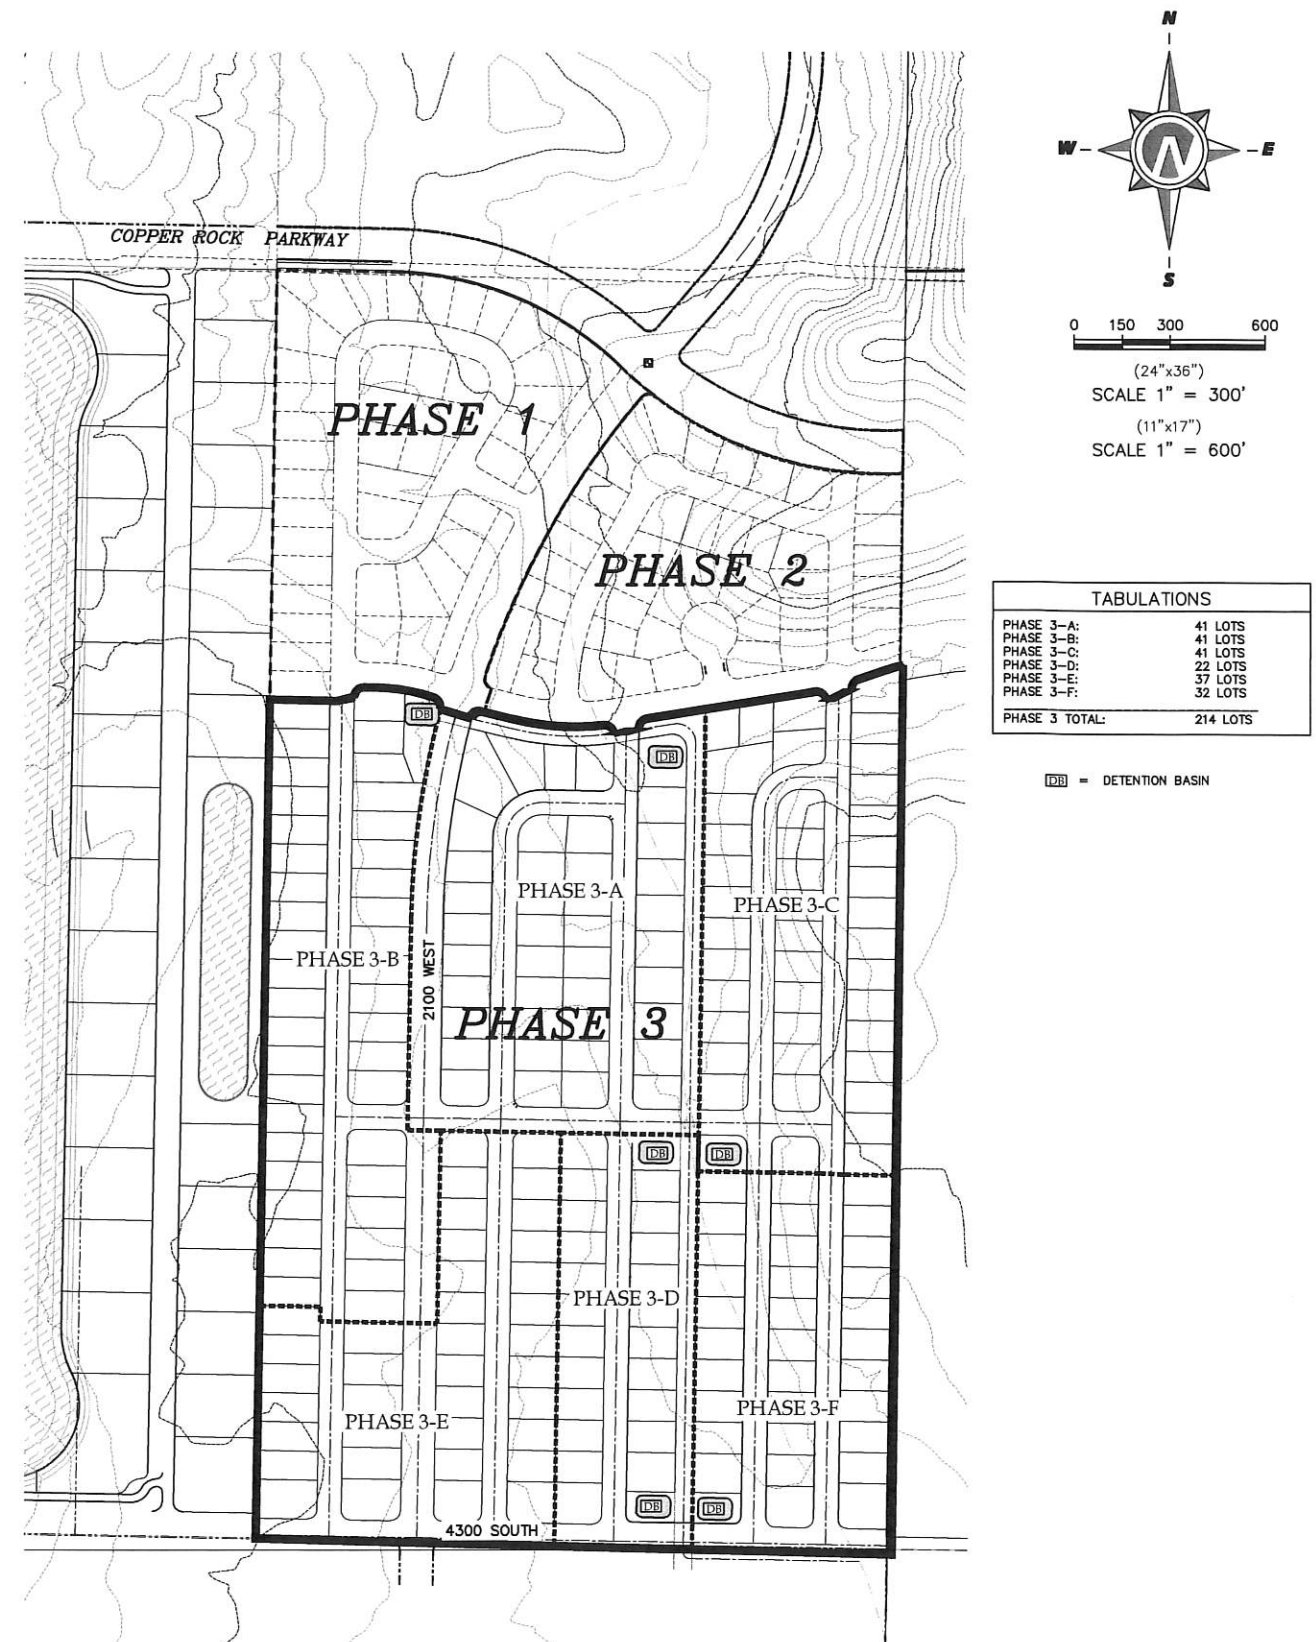 N
W
E
S
0 150 300 600
(24"x36")
SCALE 1" = 300'
(11"x17")
SCALE 1" = 600'
COPPER ROCK PARKWAY
PHASE 1
PHASE 2
TABULATIONS
PHASE 3-A: 41 LOTS
PHASE 3-B: 41 LOTS
PHASE 3-C: 41 LOTS
PHASE 3-D: 22 LOTS
PHASE 3-E: 37 LOTS
PHASE 3-F: 32 LOTS
PHASE 3 TOTAL: 214 LOTS
DB = DETENTION BASIN
DB
DB
PHASE 3-A
PHASE 3-C
PHASE 3-B
2100 WEST
PHASE 3
DB
DB
PHASE 3-D
PHASE 3-F
PHASE 3-E
DB
DB
4300 SOUTH